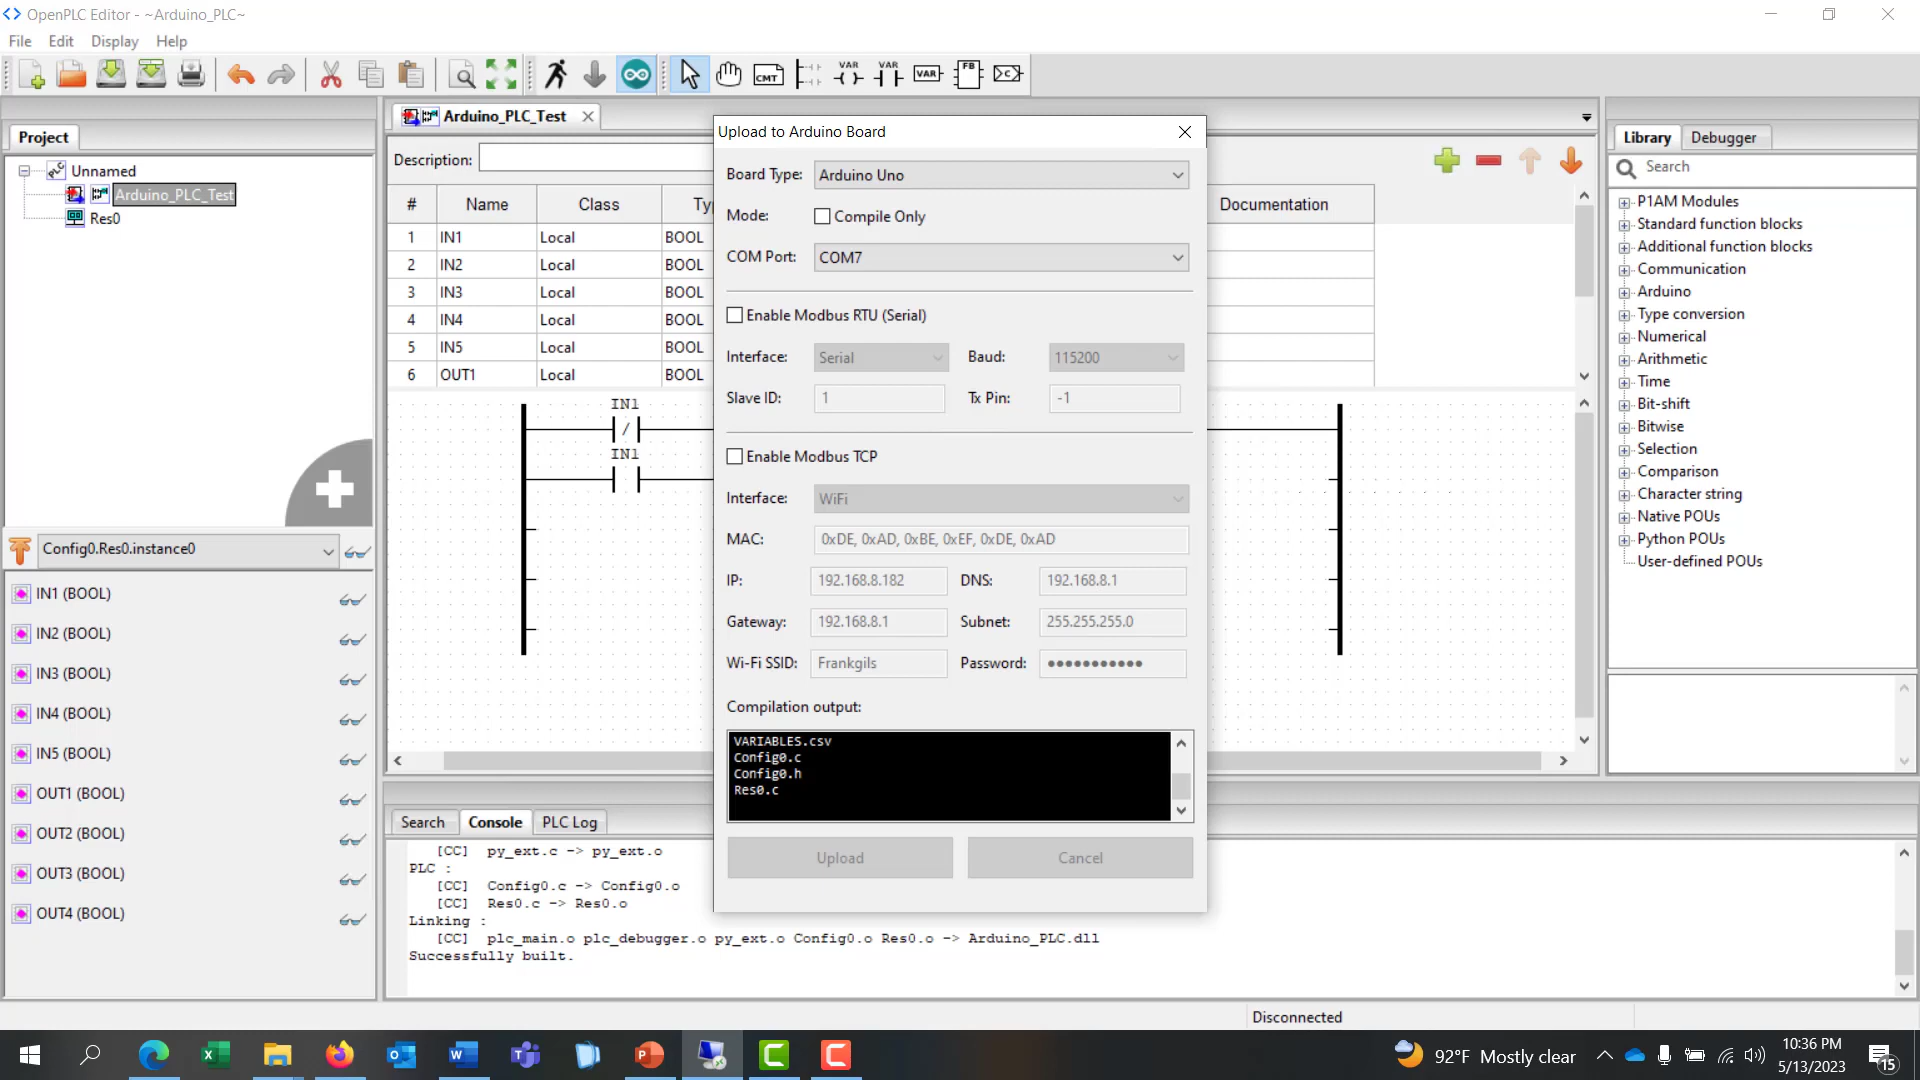 OpenPLC Editor - ~Arduino_PLC~
File Edit Display Help
CMT VAR VAR VAR FB C
Project
Unnamed
Arduino_PLC_Test
Res0
Config0.Res0.instance0
IN1 (BOOL)
IN2 (BOOL)
IN3 (BOOL)
IN4 (BOOL)
IN5 (BOOL)
OUT1 (BOOL)
OUT2 (BOOL)
OUT3 (BOOL)
OUT4 (BOOL)
Arduino_PLC_Test
Description:
# Name Class Documentation
1 IN1 Local BOOL
2 IN2 Local BOOL
3 IN3 Local BOOL
4 IN4 Local BOOL
5 IN5 Local BOOL
6 OUT1 Local BOOL
IN1
/
IN1
Upload to Arduino Board
Board Type: Arduino Uno
Mode: Compile Only
COM Port: COM7
Enable Modbus RTU (Serial)
Interface: Serial Baud: 115200
Slave ID: 1 Tx Pin: -1
Enable Modbus TCP
Interface: WiFi
MAC: 0xDE, 0xAD, 0xBE, 0xEF, 0xDE, 0xAD
IP: 192.168.8.182 DNS: 192.168.8.1
Gateway: 192.168.8.1 Subnet: 255.255.255.0
Wi-Fi SSID: Frankgils Password: ●●●●●●●●●●●
Compilation output:
VARIABLES.csv
Config0.c
Config0.h
Res0.c
Upload Cancel
Search Console PLC Log
[CC] py_ext.c -> py_ext.o
PLC :
[CC] Config0.c -> Config0.o
[CC] Res0.c -> Res0.o
Linking :
[CC] plc_main.o plc_debugger.o py_ext.o Config0.o Res0.o -> Arduino_PLC.dll
Successfully built.
Library Debugger
Search
P1AM Modules
Standard function blocks
Additional function blocks
Communication
Arduino
Type conversion
Numerical
Arithmetic
Time
Bit-shift
Bitwise
Selection
Comparison
Character string
Native POUs
Python POUs
User-defined POUs
Disconnected
92°F Mostly clear
10:36 PM
5/13/2023
15